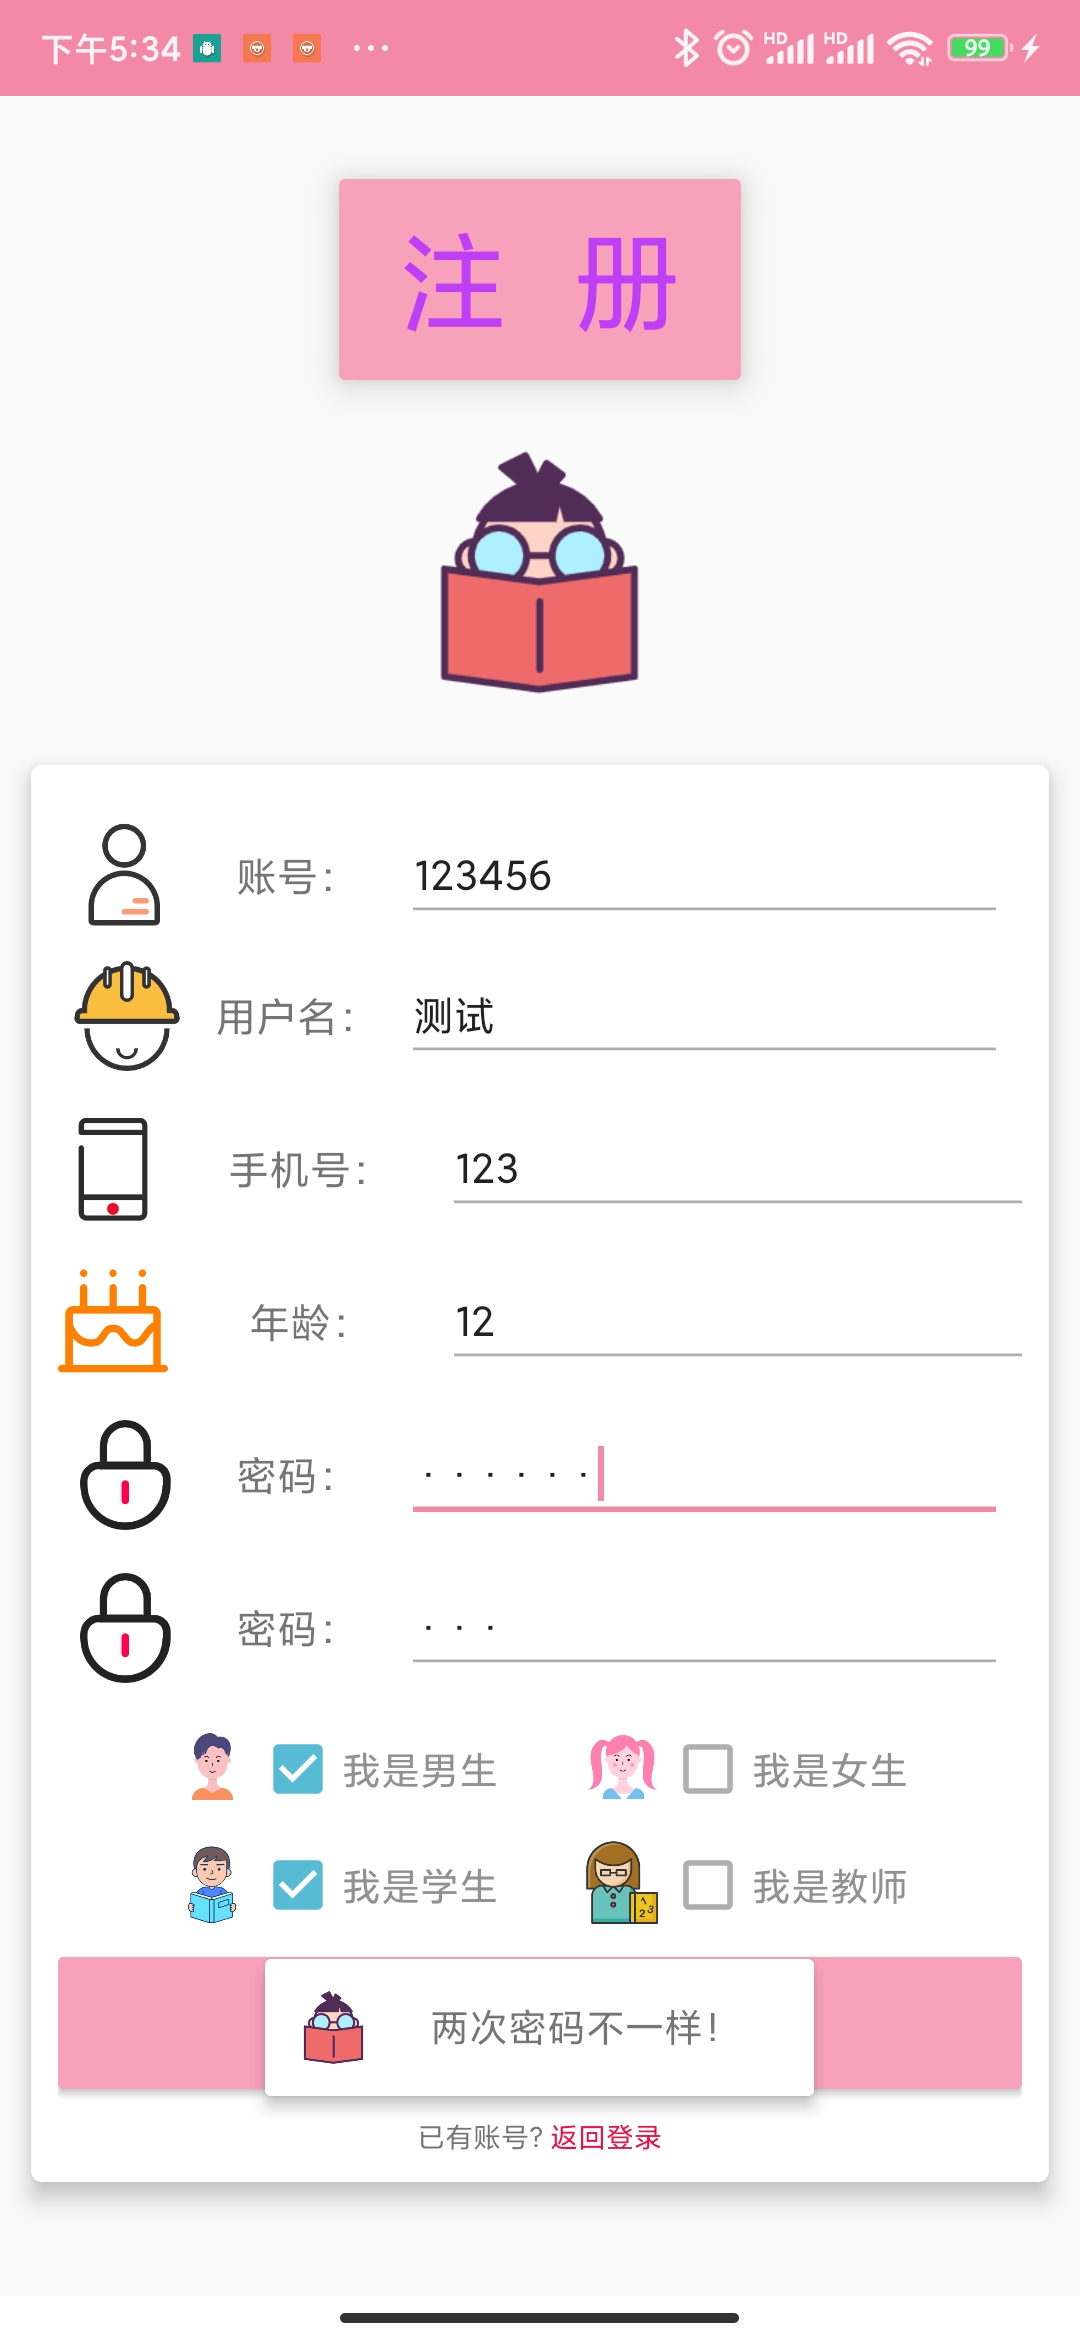 下午5:34 ··· HD HD 99
注 册
账号： 123456
用户名： 测试
手机号： 123
年龄： 12
密码： ······
密码： ···
我是男生 我是女生
我是学生 我是教师
两次密码不一样！
已有账号? 返回登录